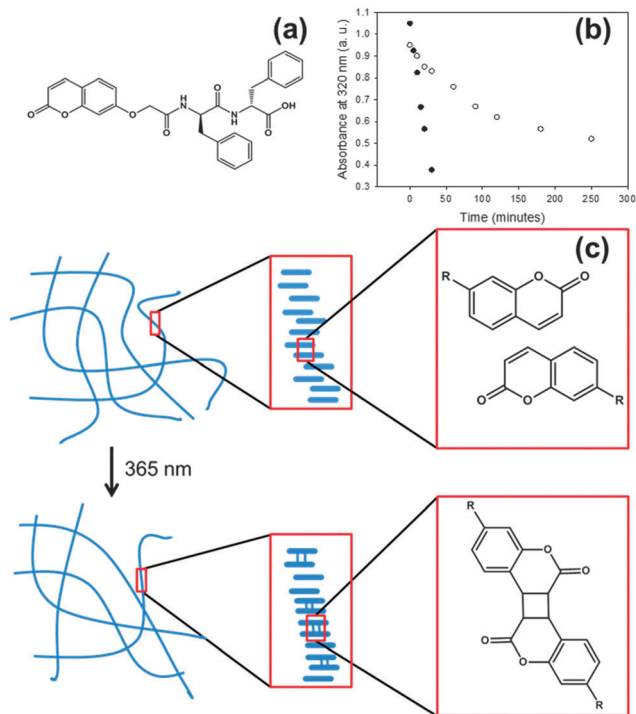 (a)
O
O
O
O
H
N
O
N
H
O
OH
(b)
Absorbance at 320 nm (a. u.)
1.1
1.0
0.9
0.8
0.7
0.6
0.5
0.4
0.3
0
50
100
150
200
250
300
Time (minutes)
(c)
R
O
O
O
O
R
365 nm
R
O
O
O
O
R